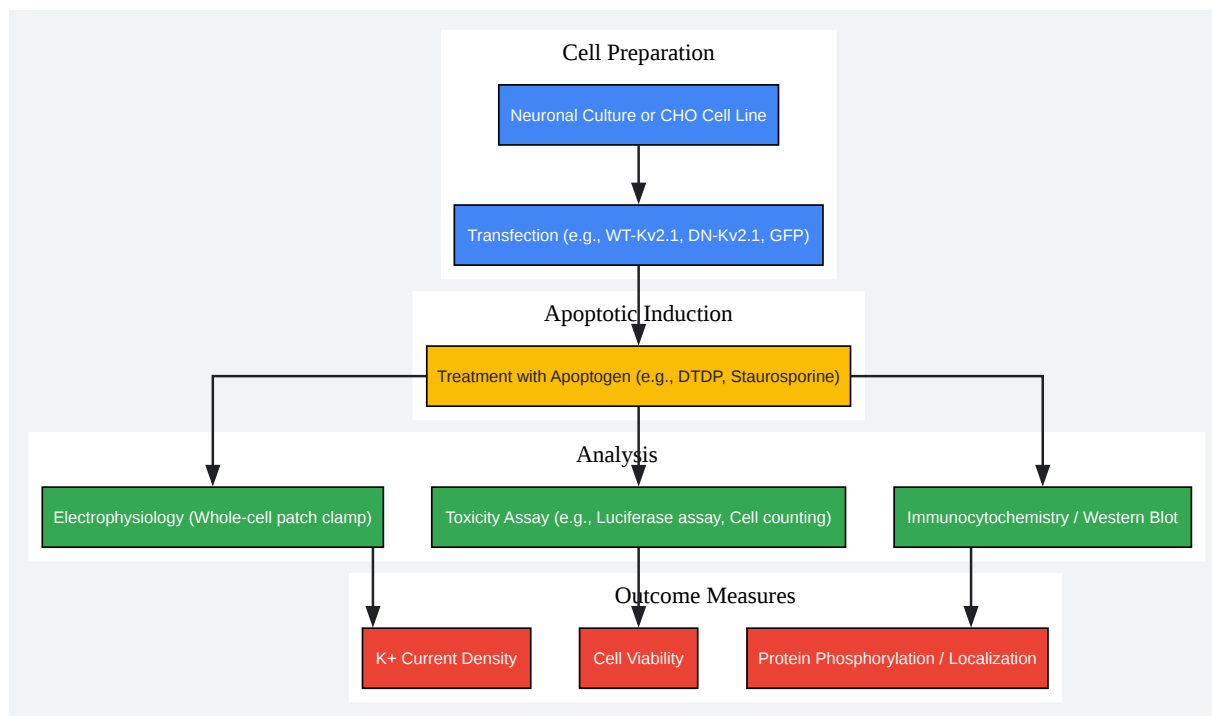 Cell Preparation
Neuronal Culture or CHO Cell Line
Transfection (e.g., WT-Kv2.1, DN-Kv2.1, GFP)
Apoptotic Induction
Treatment with Apoptogen (e.g., DTDP, Staurosporine)
Analysis
Electrophysiology (Whole-cell patch clamp)
Toxicity Assay (e.g., Luciferase assay, Cell counting)
Immunocytochemistry / Western Blot
Outcome Measures
K+ Current Density
Cell Viability
Protein Phosphorylation / Localization